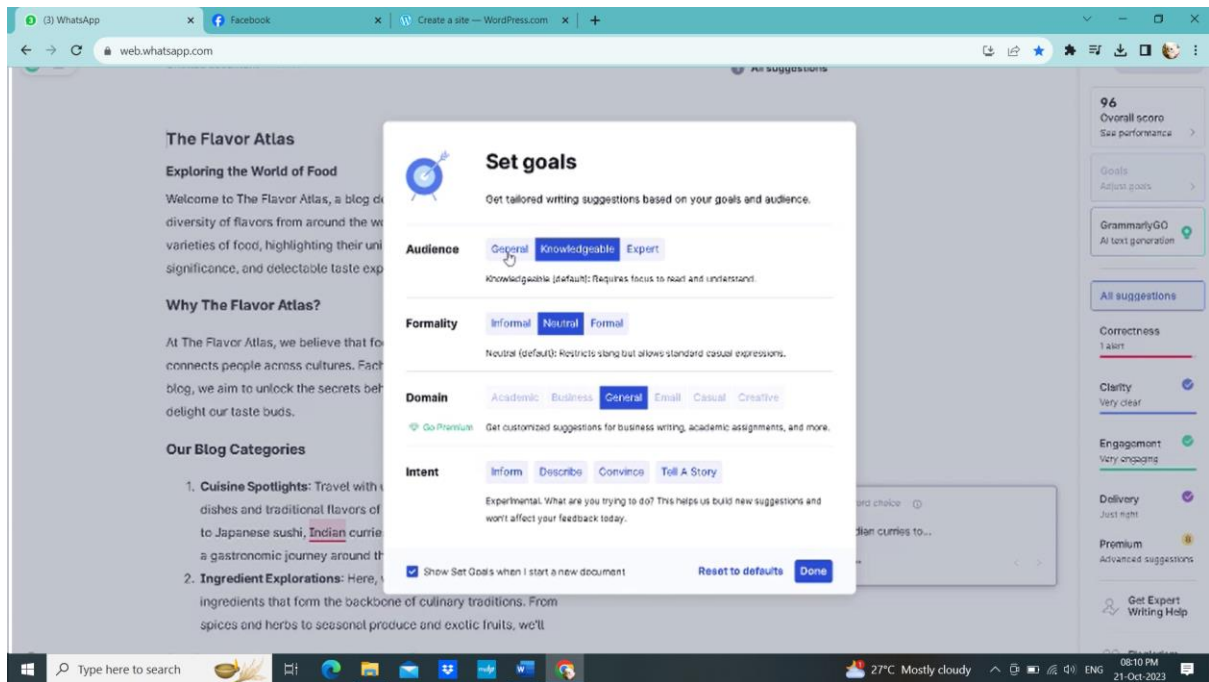 (3) WhatsApp
Facebook
Create a site — WordPress.com
web.whatsapp.com
All suggestions
The Flavor Atlas
Exploring the World of Food
Welcome to The Flavor Atlas, a blog
diversity of flavors from around the
varieties of food, highlighting their uni
significance, and delectable taste exp
Why The Flavor Atlas?
At The Flavor Atlas, we believe that fo
connects people across cultures. Each
blog, we aim to unlock the secrets beh
delight our taste buds.
Our Blog Categories
1. Cuisine Spotlights: Travel with
dishes and traditional flavors of
to Japanese sushi, Indian currie
a gastronomic journey around th
2. Ingredient Explorations: Here,
ingredients that form the backbone of culinary traditions. From
spices and herbs to seasonal produce and exotic fruits, we'll
Set goals
Get tailored writing suggestions based on your goals and audience.
Audience General Knowledgeable Expert
Knowledgeable (default): Requires focus to read and understand.
Formality Informal Neutral Formal
Neutral (default): Restricts slang but allows standard casual expressions.
Domain Academic Business General Email Casual Creative
Go Premium Get customized suggestions for business writing, academic assignments, and more.
Intent Inform Describe Convince Tell A Story
Experimental. What are you trying to do? This helps us build new suggestions and
won't affect your feedback today.
Show Set Goals when I start a new document Reset to defaults Done
word choice
dian curries to...
96
Overall score
See performance
Goals
Adjust goals
GrammarlyGO
AI text generation
All suggestions
Correctness
1 alert
Clarity
Very clear
Engagement
Very engaging
Delivery
Just right
Premium
Advanced suggestions
Get Expert
Writing Help
Type here to search
27°C Mostly cloudy
ENG
08:10 PM
21-Oct-2023